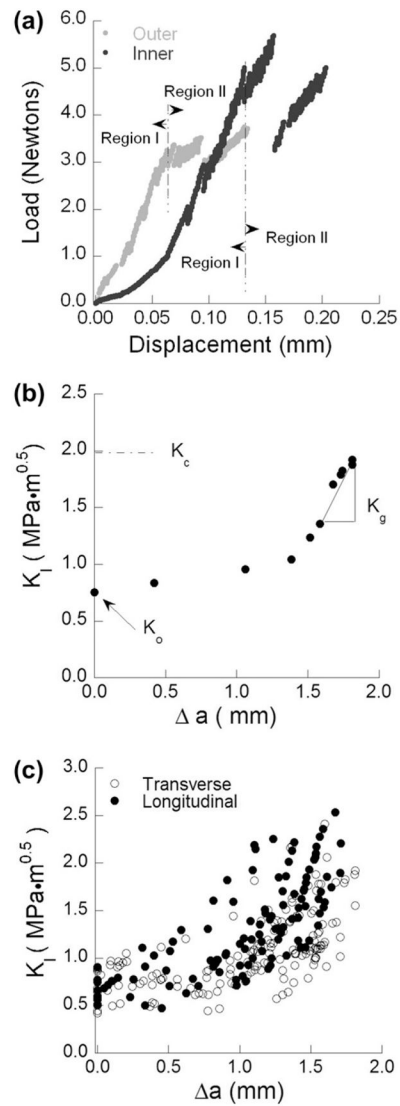 (a)
Outer
Inner
Region II
Region I
Region II
Region I
6.0
5.0
4.0
3.0
2.0
1.0
0.0
Load (Newtons)
0.00 0.05 0.10 0.15 0.20 0.25
Displacement (mm)
(b)
2.5
2.0
1.5
1.0
0.5
0.0
K_I ( MPa•m^0.5)
K_c
K_g
K_o
0.0 0.5 1.0 1.5 2.0
Δ a ( mm)
(c)
Transverse
Longitudinal
3.0
2.5
2.0
1.5
1.0
0.5
0.0
K_I ( MPa•m^0.5)
0.0 0.5 1.0 1.5 2.0
Δa (mm)